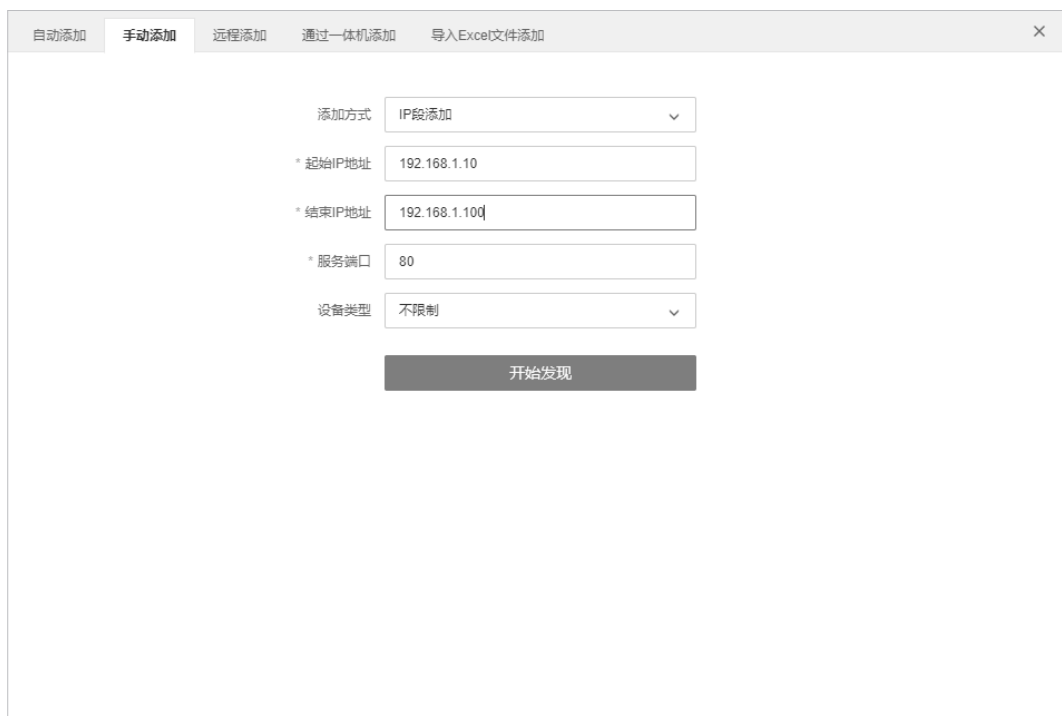 自动添加 手动添加 远程添加 通过一体机添加 导入Excel文件添加 ×
添加方式 IP段添加
* 起始IP地址 192.168.1.10
* 结束IP地址 192.168.1.100
* 服务端口 80
设备类型 不限制
开始发现